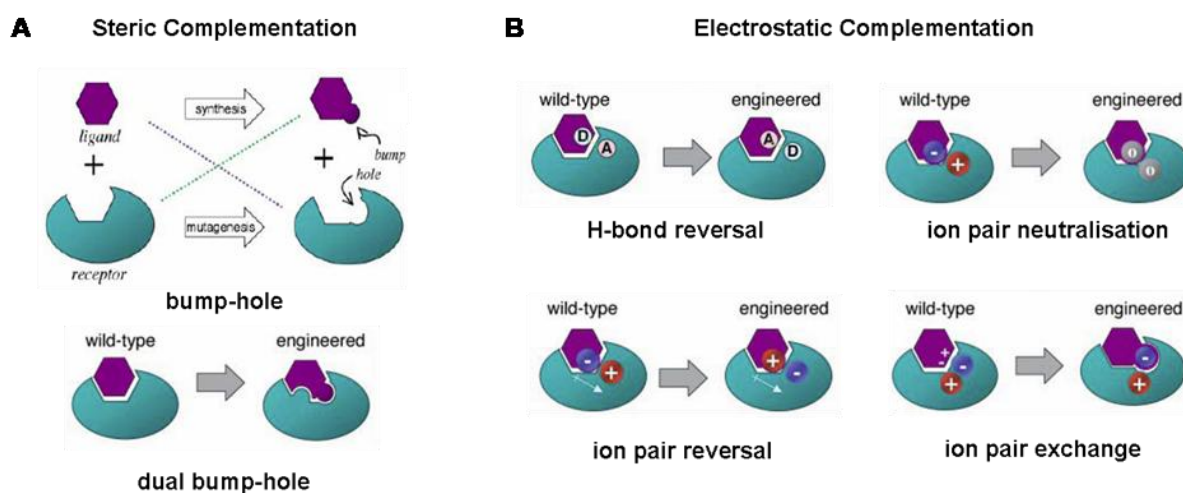 A
Steric Complementation
ligand
+
receptor
synthesis
mutagenesis
+
bump
hole
bump-hole
wild-type
engineered
dual bump-hole
B
Electrostatic Complementation
wild-type
engineered
D
A
A
D
H-bond reversal
wild-type
engineered
-
+
o
o
ion pair neutralisation
wild-type
engineered
-
+
+
-
ion pair reversal
wild-type
engineered
+
-
-
+
-
+
ion pair exchange